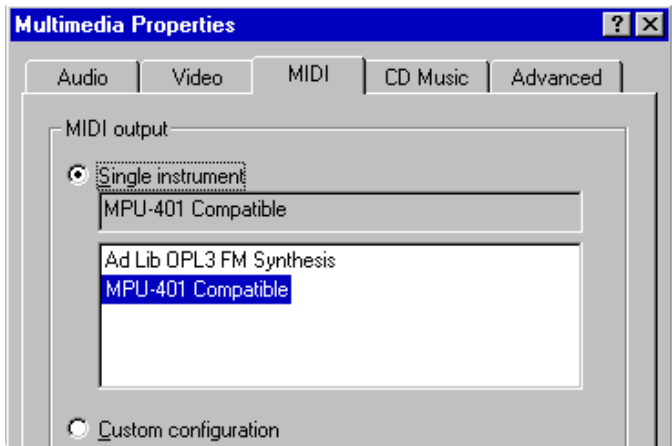 Multimedia Properties ? ×
Audio Video MIDI CD Music Advanced
MIDI output
Single instrument
MPU-401 Compatible
Ad Lib OPL3 FM Synthesis
MPU-401 Compatible
Custom configuration